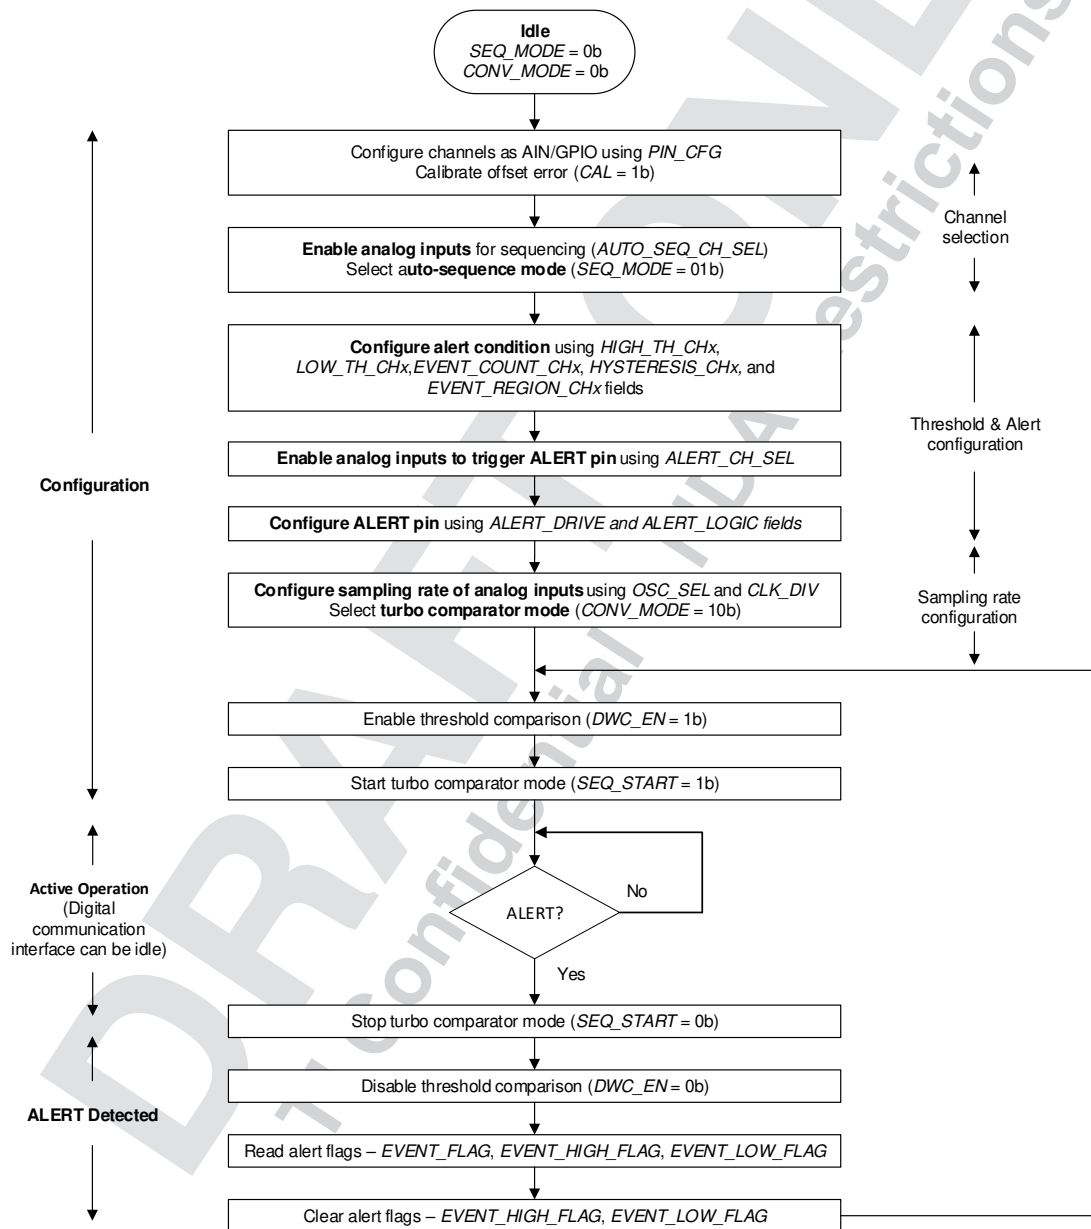 Idle
SEQ_MODE = 0b
CONV_MODE = 0b
Configure channels as AIN/GPIO using PIN_CFG
Calibrate offset error (CAL = 1b)
Channel
selection
Enable analog inputs for sequencing (AUTO_SEQ_CH_SEL)
Select auto-sequence mode (SEQ_MODE = 01b)
Configure alert condition using HIGH_TH_CHx,
LOW_TH_CHx,EVENT_COUNT_CHx, HYSTERESIS_CHx, and
EVENT_REGION_CHx fields
Threshold & Alert
configuration
Enable analog inputs to trigger ALERT pin using ALERT_CH_SEL
Configuration
Configure ALERT pin using ALERT_DRIVE and ALERT_LOGIC fields
Configure sampling rate of analog inputs using OSC_SEL and CLK_DIV
Select turbo comparator mode (CONV_MODE = 10b)
Sampling rate
configuration
Enable threshold comparison (DWC_EN = 1b)
Start turbo comparator mode (SEQ_START = 1b)
Active Operation
(Digital
communication
interface can be idle)
ALERT?
No
Yes
Stop turbo comparator mode (SEQ_START = 0b)
Disable threshold comparison (DWC_EN = 0b)
ALERT Detected
Read alert flags – EVENT_FLAG, EVENT_HIGH_FLAG, EVENT_LOW_FLAG
Clear alert flags – EVENT_HIGH_FLAG, EVENT_LOW_FLAG
DRAFT ONL
TI Confidential NDA Restrictions